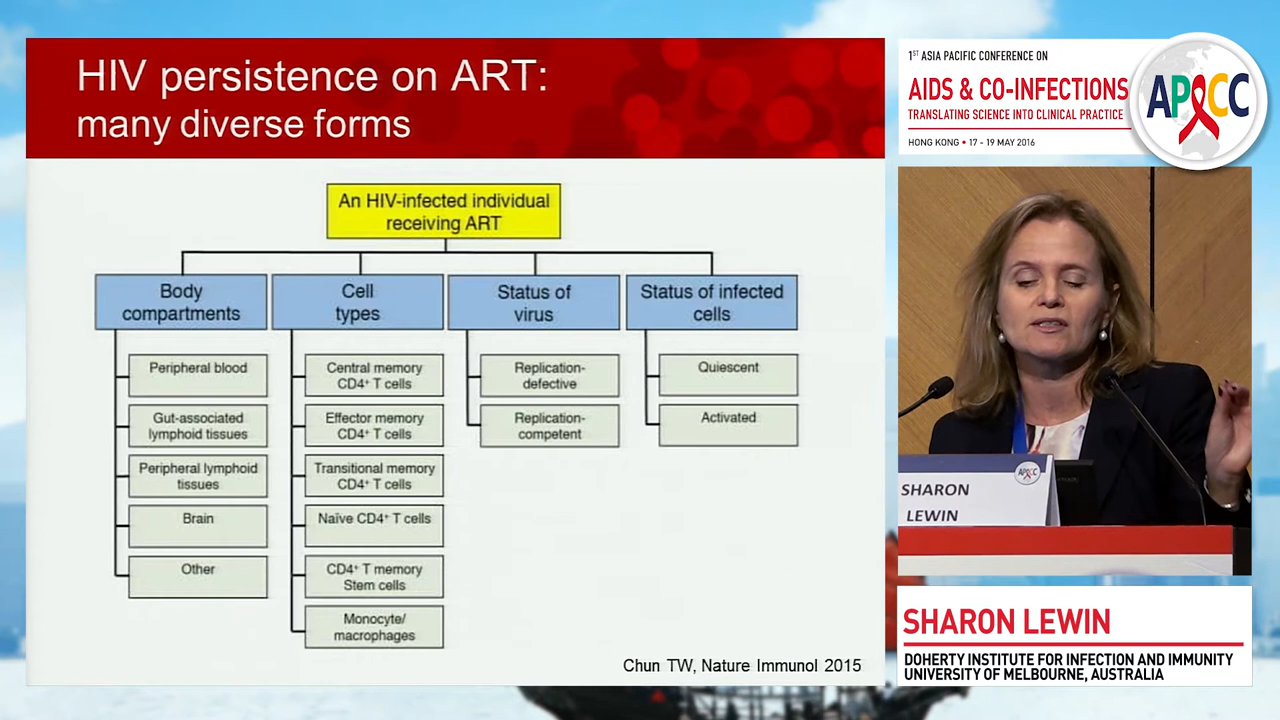 HIV persistence on ART:
many diverse forms
An HIV-infected individual
receiving ART
Body
compartments
Peripheral blood
Gut-associated
lymphoid tissues
Peripheral lymphoid
tissues
Brain
Other
Cell
types
Central memory
CD4⁺ T cells
Effector memory
CD4⁺ T cells
Transitional memory
CD4⁺ T cells
Naïve CD4⁺ T cells
CD4⁺ T memory
Stem cells
Monocyte/
macrophages
Status of
virus
Replication-
defective
Replication-
competent
Status of infected
cells
Quiescent
Activated
Chun TW, Nature Immunol 2015
1ST ASIA PACIFIC CONFERENCE ON
AIDS & CO-INFECTIONS
TRANSLATING SCIENCE INTO CLINICAL PRACTICE
HONG KONG • 17 - 19 MAY 2016
APACC
APACC
SHARON
LEWIN
SHARON LEWIN
DOHERTY INSTITUTE FOR INFECTION AND IMMUNITY
UNIVERSITY OF MELBOURNE, AUSTRALIA